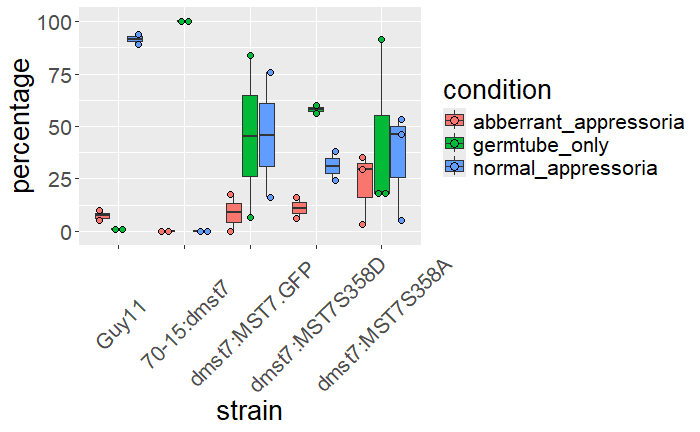 100
75
50
25
0
percentage
Guy11
70-15:dmst7
dmst7:MST7.GFP
dmst7:MST7S358D
dmst7:MST7S358A
strain
condition
abberrant_appressoria
germtube_only
normal_appressoria